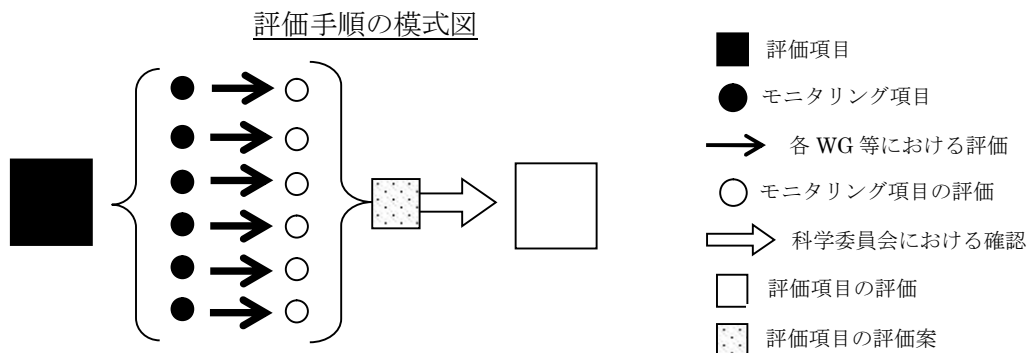 評価手順の模式図
評価項目
モニタリング項目
各 WG 等における評価
モニタリング項目の評価
科学委員会における確認
評価項目の評価
評価項目の評価案